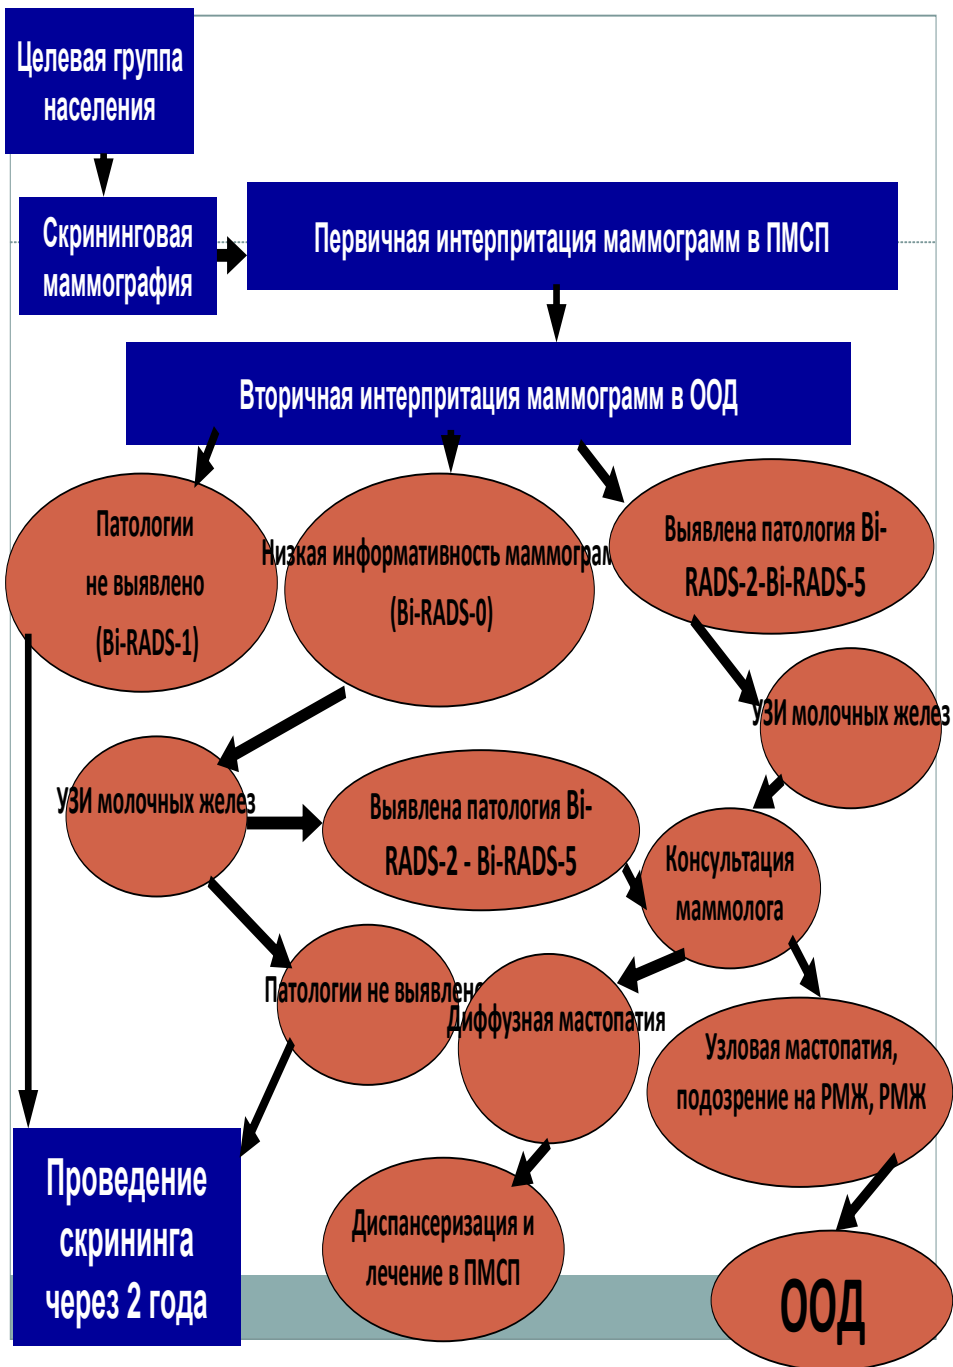 Целевая группа
населения
Скрининговая
маммография
Первичная интерпритация маммограмм в ПМСП
Вторичная интерпритация маммограмм в ООД
Патологии
не выявлено
(Bi-RADS-1)
Низкая информативность маммограм
(Bi-RADS-0)
Выявлена патология Bi-
RADS-2-Bi-RADS-5
УЗИ молочных желез
УЗИ молочных желез
Выявлена патология Bi-
RADS-2 - Bi-RADS-5
Консультация
маммолога
Патологии не выявлено
Диффузная мастопатия
Узловая мастопатия,
подозрение на РМЖ, РМЖ
Проведение
скрининга
через 2 года
Диспансеризация и
лечение в ПМСП
ООД